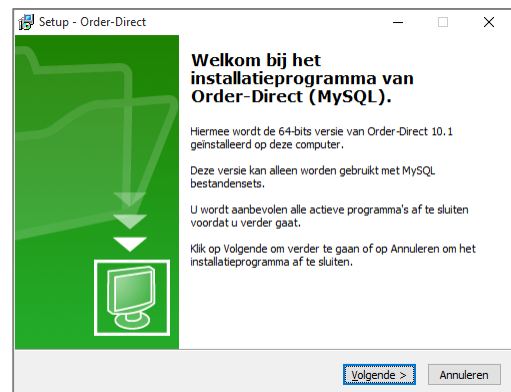 Setup - Order-Direct
Welkom bij het
installatieprogramma van
Order-Direct (MySQL).
Hiermee wordt de 64-bits versie van Order-Direct 10.1
geïnstalleerd op deze computer.
Deze versie kan alleen worden gebruikt met MySQL
bestandensets.
U wordt aanbevolen alle actieve programma's af te sluiten
voordat u verder gaat.
Klik op Volgende om verder te gaan of op Annuleren om het
installatieprogramma af te sluiten.
Volgende >
Annuleren